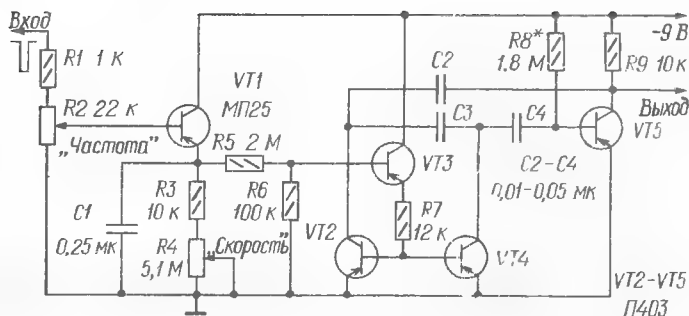 Вход
R1 1 к
R2 22 к
„Частота"
VT1
МП25
R5 2 М
C1
0,25 мк
R3
10 к
R4
5,1 М
„Скорость"
R6
100 к
VT2
VT3
R7
12 к
VT4
C2
C3
C4
C2-C4
0,01-0,05 мк
R8*
1,8 М
R9 10 к
-9 В
Выход
VT5
VT2-VT5
П403